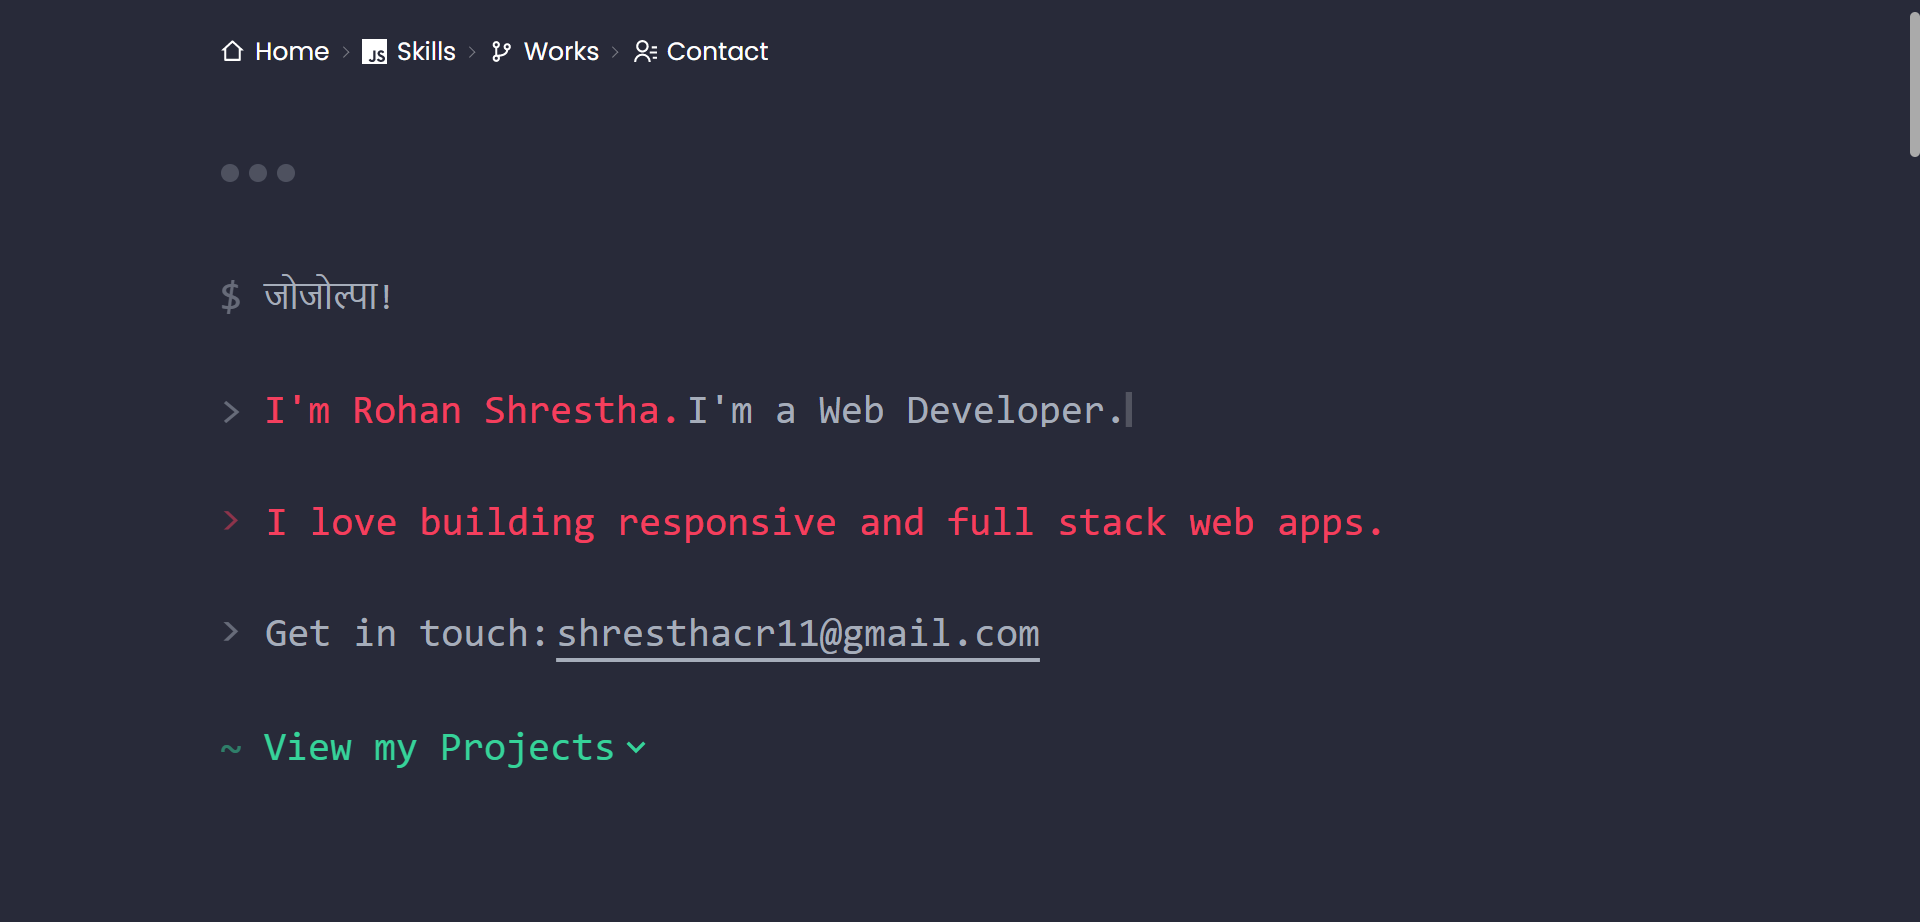 Home > Skills > Works > Contact
$ जोजोल्पा!
> I'm Rohan Shrestha. I'm a Web Developer.
> I love building responsive and full stack web apps.
> Get in touch: shresthacr11@gmail.com
~ View my Projects